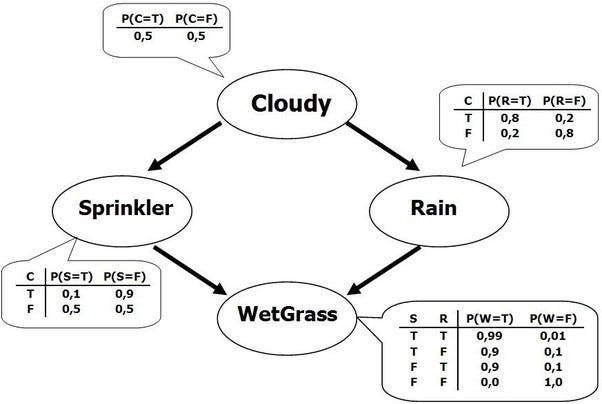 P(C=T) P(C=F)
0,5 0,5
Cloudy
C P(R=T) P(R=F)
T 0,8 0,2
F 0,2 0,8
Sprinkler
Rain
C P(S=T) P(S=F)
T 0,1 0,9
F 0,5 0,5
WetGrass
S R P(W=T) P(W=F)
T T 0,99 0,01
T F 0,9 0,1
F T 0,9 0,1
F F 0,0 1,0